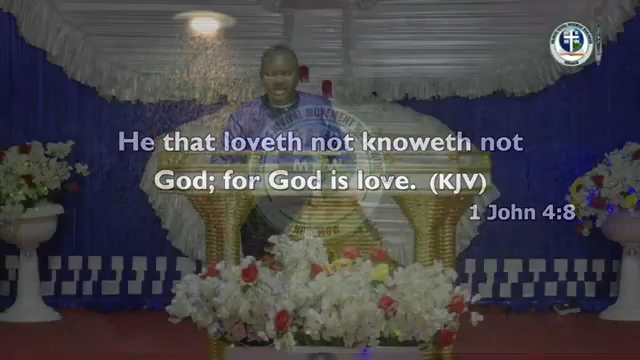 He that loveth not knoweth not
God; for God is love. (KJV)
1 John 4:8